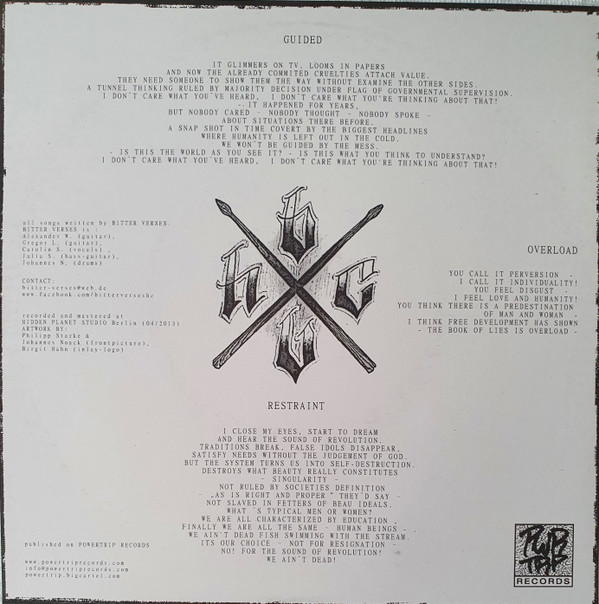 GUIDED
IT GLIMMERS ON TV, LOOMS IN PAPERS
AND NOW THE ALREADY COMMITED CRUELTIES ATTACH VALUE.
THEY NEED SOMEONE TO SHOW THEM THE WAY WITHOUT EXAMINE THE OTHER SIDES.
A TUNNEL THINKING RULED BY MAJORITY DECISION UNDER FLAG OF GOVERNMENTAL SUPERVISION.
I DON´T CARE WHAT YOU´VE HEARD, I DON´T CARE WHAT YOU´RE THINKING ABOUT THAT!
- IT HAPPENED FOR YEARS,
BUT NOBODY CARED - NOBODY THOUGHT - NOBODY SPOKE -
ABOUT SITUATIONS THERE BEFORE.
A SNAP SHOT IN TIME COVERT BY THE BIGGEST HEADLINES
WHERE HUMANITY IS LEFT OUT IN THE COLD.
WE WON´T BE GUIDED BY THE MESS.
- IS THIS THE WORLD AS YOU SEE IT? - IS THIS WHAT YOU THINK TO UNDERSTAND?
I DON´T CARE WHAT YOU´VE HEARD, I DON´T CARE WHAT YOU´RE THINKING ABOUT THAT!
all songs written by BITTER VERSES.
BITTER VERSES is :
Alexander W. (guitar),
Gregor L. (guitar),
Carolin S. (vocals) ,
Julia S. (bass-guitar),
Johannes N. (drums)
CONTACT:
bitter-verses@web.de
www.facebook.com/bitterverseshc
recorded and mastered at
HIDDEN PLANET STUDIO Berlin (04/2013)
ARTWORK BY:
Philipp Starke &
Johannes Noack (frontpicture),
Birgit Hahn (inlay-logo)
b
h c
OVERLOAD
YOU CALL IT PERVERSION -
I CALL IT INDIVIDUALITY!
YOU FEEL DISGUST -
I FEEL LOVE AND HUMANITY!
YOU THINK THERE IS A PREDESTINATION
OF MAN AND WOMAN -
I THINK FREE DEVELOPMENT HAS SHOWN
- THE BOOK OF LIES IS OVERLOAD -
RESTRAINT
I CLOSE MY EYES, START TO DREAM
AND HEAR THE SOUND OF REVOLUTION.
TRADITIONS BREAK, FALSE IDOLS DISAPPEAR,
SATISFY NEEDS WITHOUT THE JUDGEMENT OF GOD.
BUT THE SYSTEM TURNS US INTO SELF-DESTRUCTION.
DESTROYS WHAT BEAUTY REALLY CONSTITUTES
- SINGULARITY -
NOT RULED BY SOCIETIES DEFINITION
- „AS IS RIGHT AND PROPER“ THEY´D SAY -
NOT SLAVED IN FETTERS OF BEAU IDEALS.
WHAT´S TYPICAL MEN OR WOMEN?
WE ARE ALL CHARACTERIZED BY EDUCATION .
FINALLY WE ARE ALL THE SAME - HUMAN BEINGS - .
WE AIN´T DEAD FISH SWIMMING WITH THE STREAM.
ITS OUR CHOICE - NOT FOR RESIGNATION -
NO! FOR THE SOUND OF REVOLUTION!
WE AIN´T DEAD!
published on POWERTRIP RECORDS
www.powertriprecords.com
info@powertriprecords.com
powertrip.bigcartel.com
PWR
TRP
RECORDS